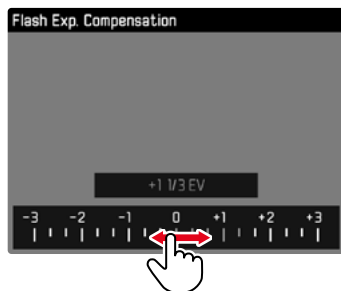 Flash Exp. Compensation
+1 1/3 EV
-3 -2 -1 0 +1 +2 +3